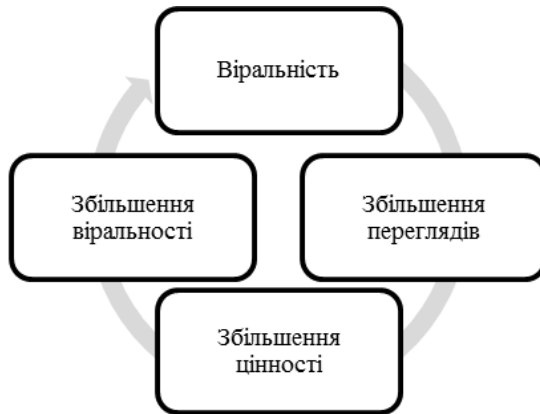 Віральність
Збільшення
переглядів
Збільшення
цінності
Збільшення
віральності